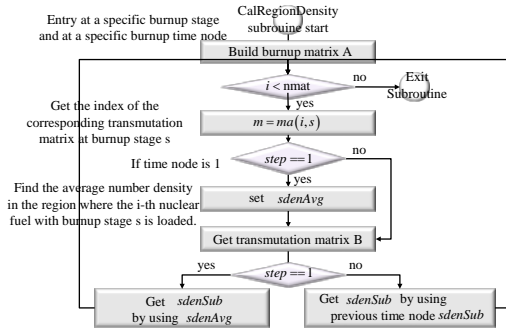 Entry at a specific burnup stage
and at a specific burnup time node
CalRegionDensity
subrouine start
Build burnup matrix A
i < nmat
no
Exit
Subroutine
yes
Get the index of the
corresponding transmutation
matrix at burnup stage s
m = ma(i,s)
If time node is 1
step ==1
no
yes
Find the average number density
in the region where the i-th nuclear
fuel with burnup stage s is loaded.
set sdenAvg
Get transmutation matrix B
yes
step ==1
no
Get sdenSub
by using sdenAvg
Get sdenSub by using
previous time node sdenSub